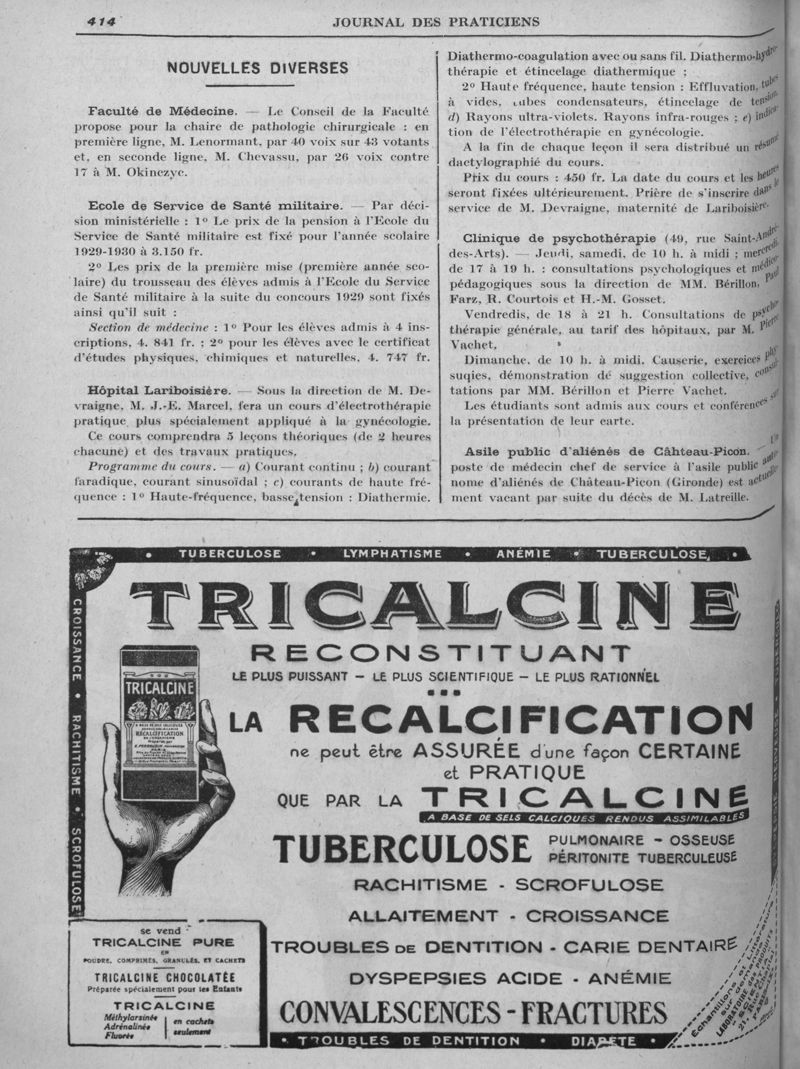 414
JOURNAL DES PRATICIENS
NOUVELLES DIVERSES
Faculté de Médecine. — Le Conseil de la Faculté
propose pour la chaire de pathologie chirurgicale : en
première ligne, M. Lenormant, par 40 voix sur 43 votants
et, en seconde ligne, M. Chevassu, par 26 voix contre
17 à M. Okinczyc.
Ecole de Service de Santé militaire. — Par déci-
sion ministérielle : 1º Le prix de la pension à l'Ecole du
Service de Santé militaire est fixé pour l'année scolaire
1929-1930 à 3.150 fr.
2º Les prix de la première mise (première année sco-
laire) du trousseau des élèves admis à l'Ecole du Service
de Santé militaire à la suite du concours 1929 sont fixés
ainsi qu'il suit :
Section de médecine : 1º Pour les élèves admis à 4 ins-
criptions, 4. 841 fr. ; 2º pour les élèves avec le certificat
d'études physiques, chimiques et naturelles, 4. 747 fr.
Hôpital Lariboisière. — Sous la direction de M. De-
vraigne, M. J.-E. Marcel, fera un cours d'électrothérapie
pratique plus spécialement appliqué à la gynécologie.
Ce cours comprendra 5 leçons théoriques (de 2 heures
chacune) et des travaux pratiques.
Programme du cours. — a) Courant continu ; b) courant
faradique, courant sinusoïdal ; c) courants de haute fré-
quence : 1º Haute-fréquence, basse tension : Diathermie.
Diathermo-coagulation avec ou sans fil. Diathermo-hydro-
thérapie et étincelage diathermique ;
2º Haute fréquence, haute tension : Effluvation, tubes
à vides, tubes condensateurs, étincelage de tension.
d) Rayons ultra-violets. Rayons infra-rouges ; e) indica-
tion de l'électrothérapie en gynécologie.
A la fin de chaque leçon il sera distribué un résumé
dactylographié du cours.
Prix du cours : 450 fr. La date du cours et les heures
seront fixées ultérieurement. Prière de s'inscrire dans le
service de M. Devraigne, maternité de Lariboisière.
Clinique de psychothérapie (49, rue Saint-André-
des-Arts). — Jeudi, samedi, de 10 h. à midi ; mercredi,
de 17 à 19 h. : consultations psychologiques et médico-
pédagogiques sous la direction de MM. Bérillon, Paul
Farz, R. Courtois et H.-M. Gosset.
Vendredis, de 18 à 21 h. Consultations de psycho-
thérapie générale, au tarif des hôpitaux, par M. Pierre
Vachet,
Dimanche, de 10 h. à midi. Causerie, exercices phy-
suqies, démonstration dé suggestion collective, consul-
tations par MM. Bérillon et Pierre Vachet.
Les étudiants sont admis aux cours et conférences sur
la présentation de leur carte.
Asile public d'aliénés de Câhteau-Picon. — Un
poste de médecin chef de service à l'asile public auto-
nome d'aliénés de Château-Picon (Gironde) est actuelle-
ment vacant par suite du décès de M. Latreille.
• TUBERCULOSE • LYMPHATISME • ANÉMIE • TUBERCULOSE •
CROISSANCE • RACHITISME • SCROFULOSE
TRICALCINE
RECONSTITUANT
LE PLUS PUISSANT — LE PLUS SCIENTIFIQUE — LE PLUS RATIONNEL
TRICALCINE
RECALCIFICATION
LA RECALCIFICATION
ne peut être ASSURÉE d'une façon CERTAINE
et PRATIQUE
QUE PAR LA TRICALCINE
A BASE DE SELS CALCIQUES RENDUS ASSIMILABLES
TUBERCULOSE PULMONAIRE - OSSEUSE
PÉRITONITE TUBERCULEUSE
RACHITISME - SCROFULOSE
ALLAITEMENT - CROISSANCE
TROUBLES DE DENTITION - CARIE DENTAIRE
DYSPEPSIES ACIDE - ANÉMIE
CONVALESCENCES - FRACTURES
• TROUBLES DE DENTITION • DIABÈTE •
se vend
TRICALCINE PURE
EN
POUDRE, COMPRIMÉS, GRANULÉS, ET CACHETS
TRICALCINE CHOCOLATÉE
Préparée spécialement pour les Enfants
TRICALCINE
Méthylarsinée
Adrénalinée
Fluorée
en cachets
seulement
Echantillons et Littérature